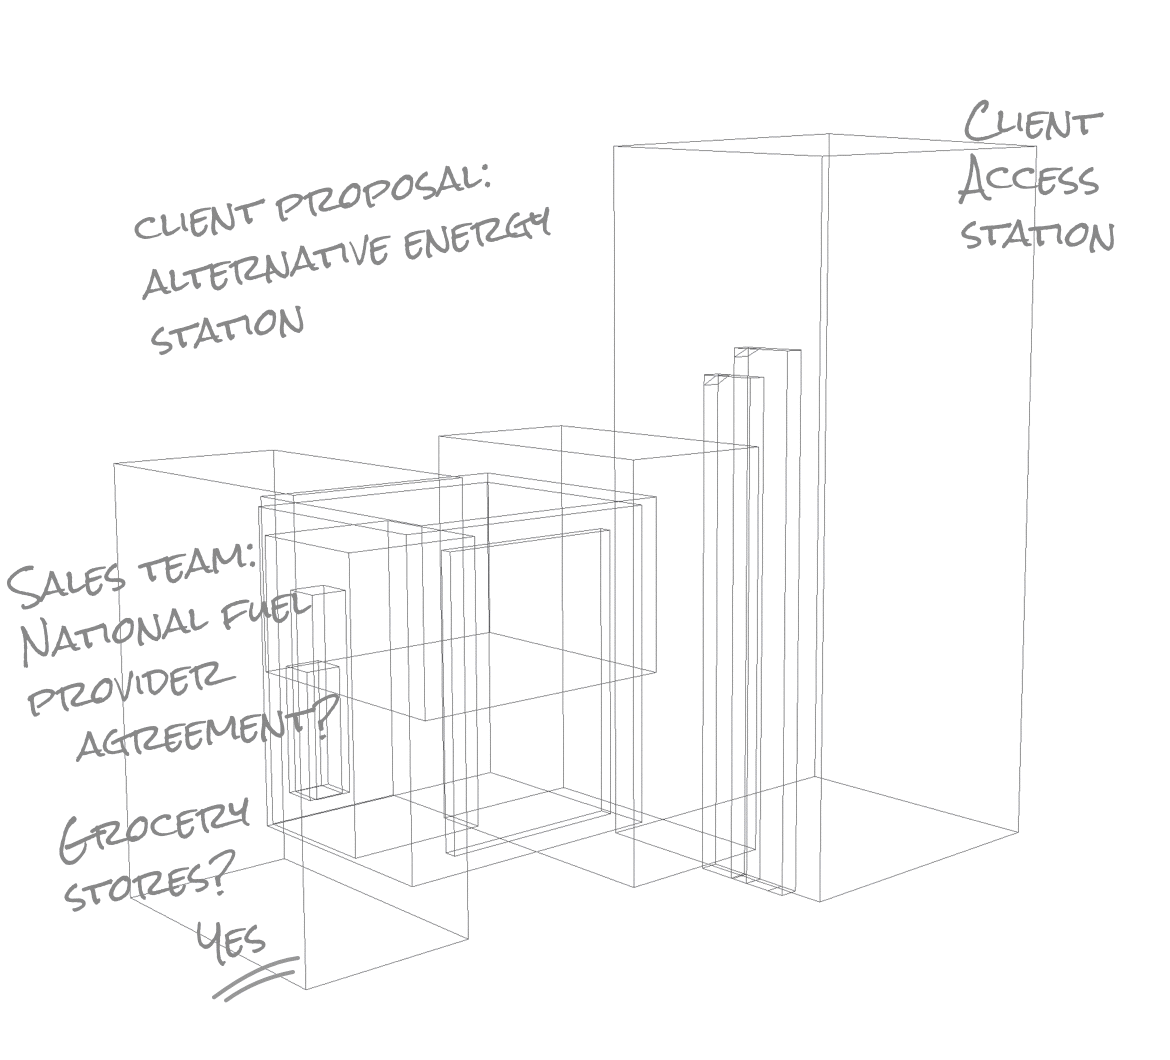 Client
Access
station
client proposal:
alternative energy
station
Sales team:
National fuel
provider
agreement?
Grocery
stores?
Yes